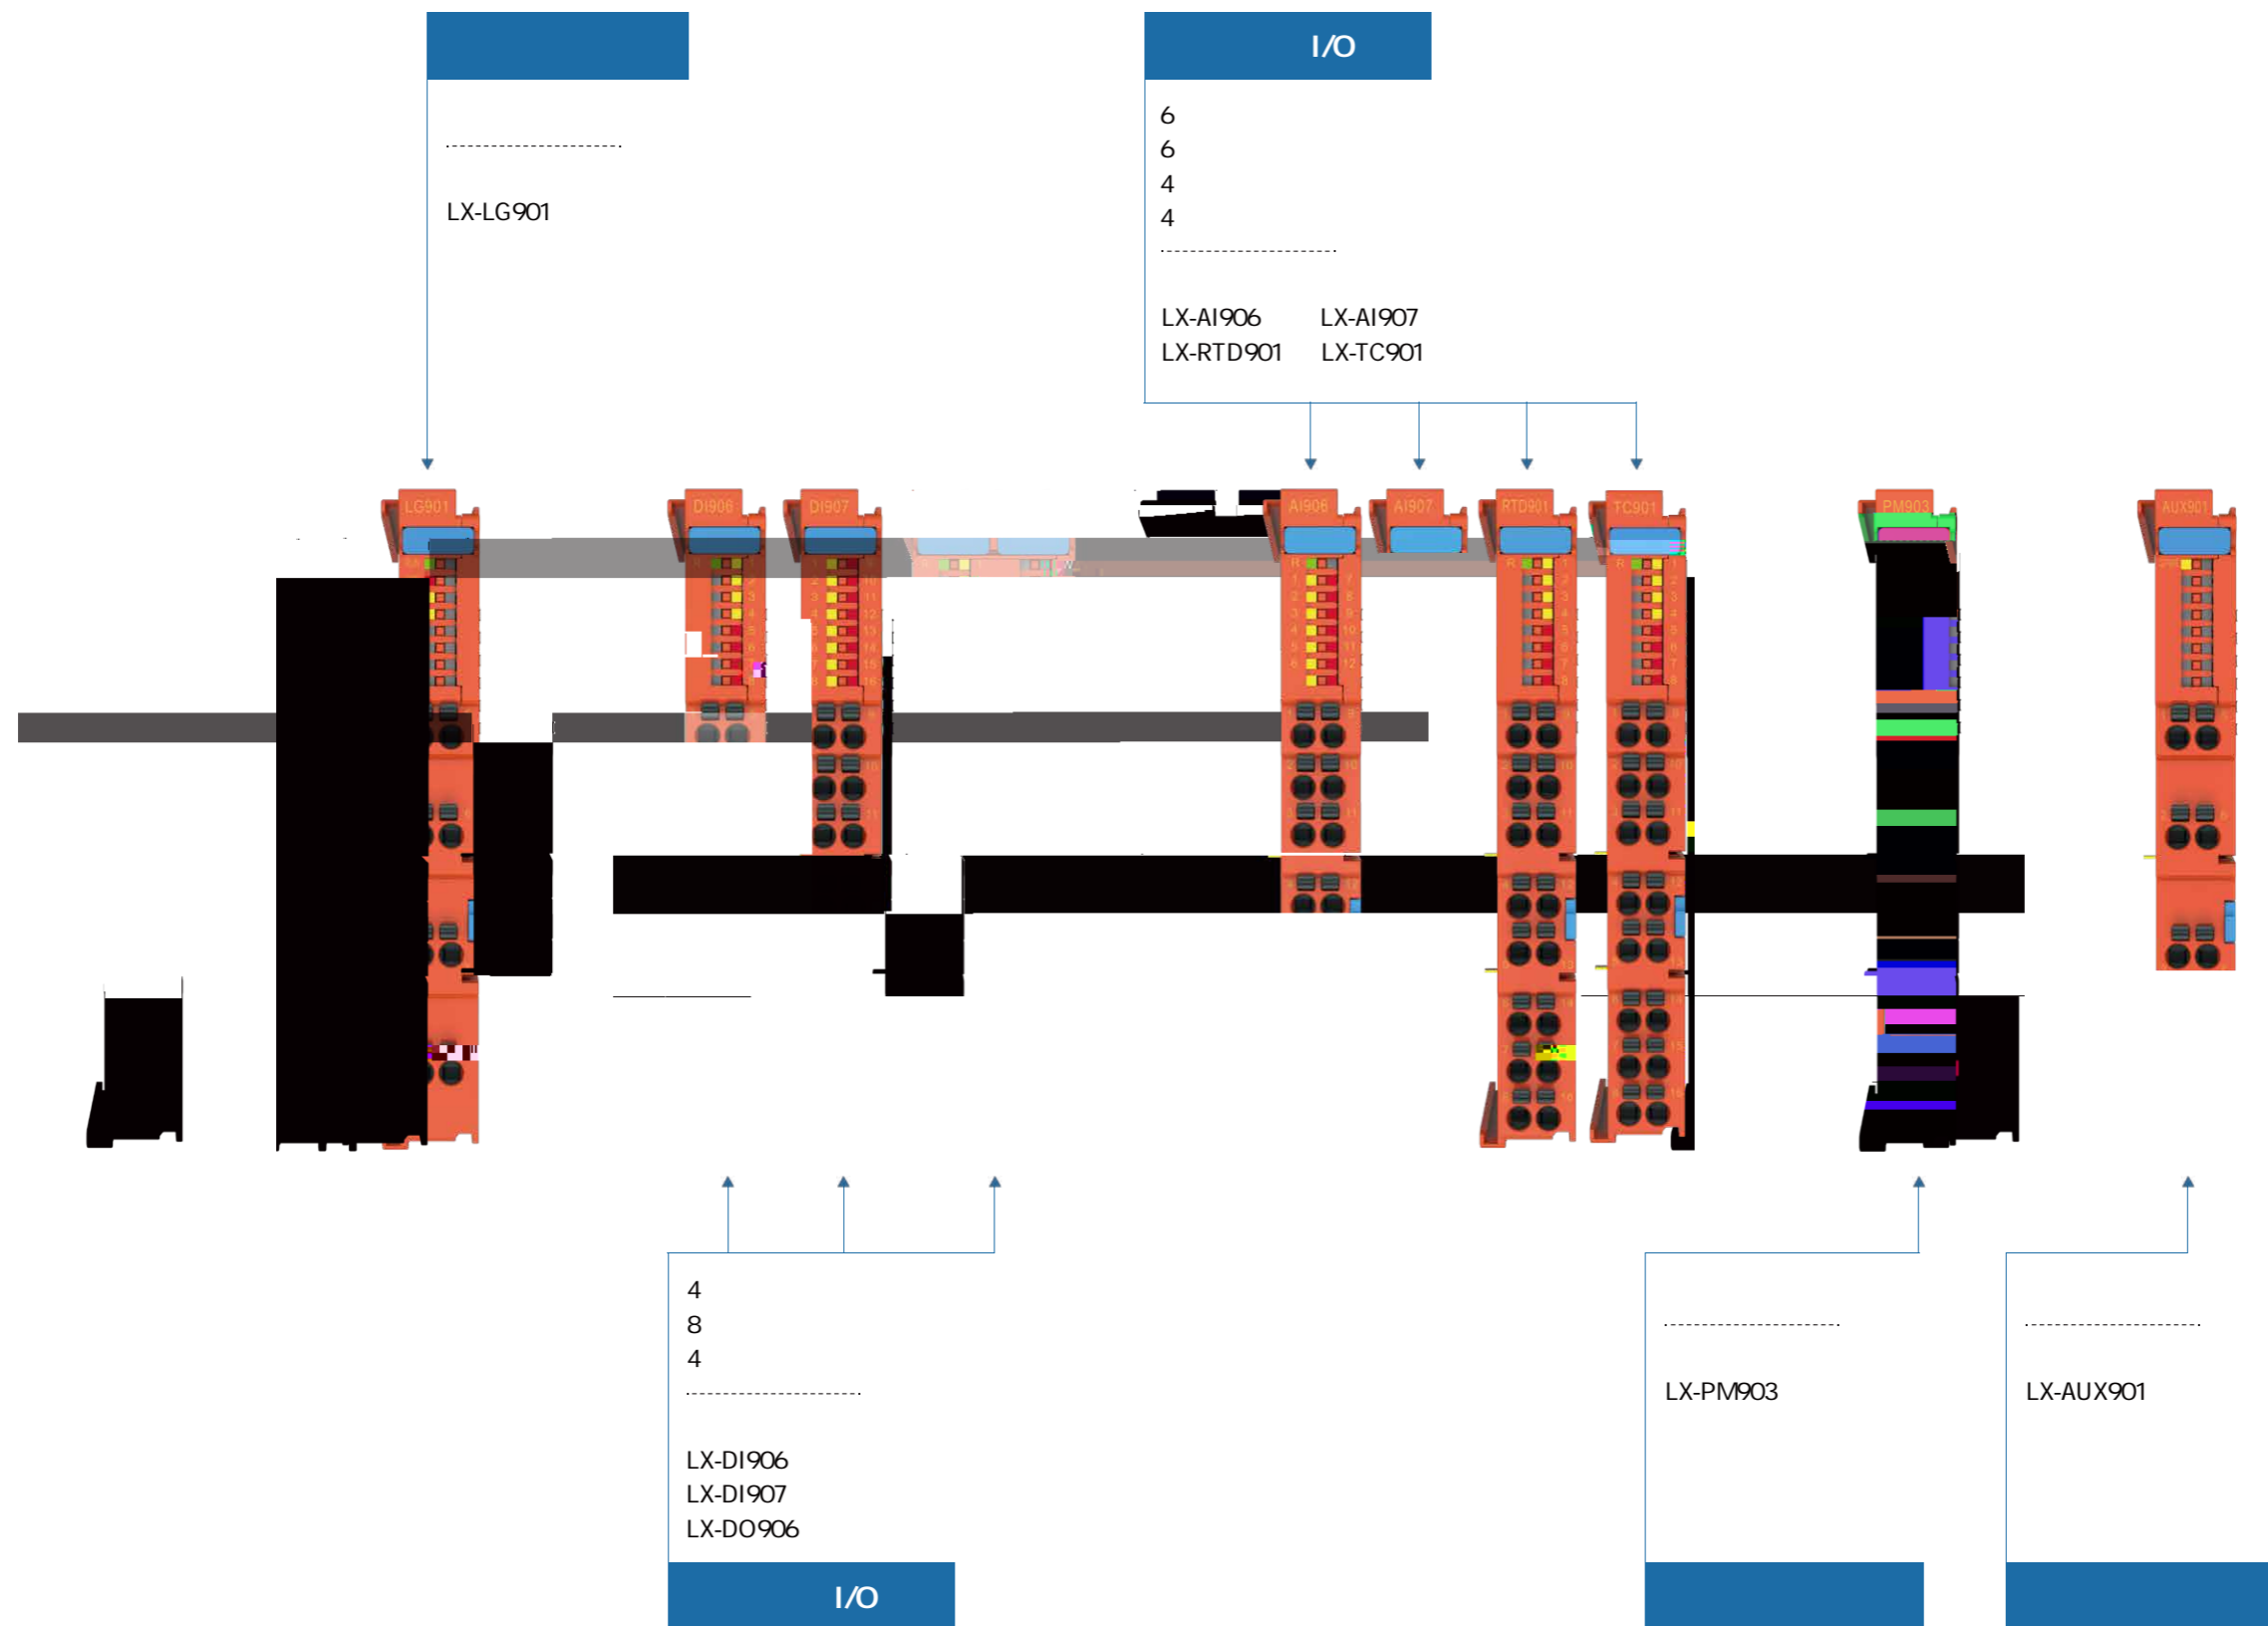 I/O
6
6
4
4
LX-LG901
LX-AI906 LX-AI907
LX-RTD901 LX-TC901
LG901
DI906
DI907
AI906
AI907
RTD901
TC901
PM903
AUX901
4
8
4
LX-DI906
LX-DI907
LX-DO906
I/O
LX-PM903
LX-AUX901